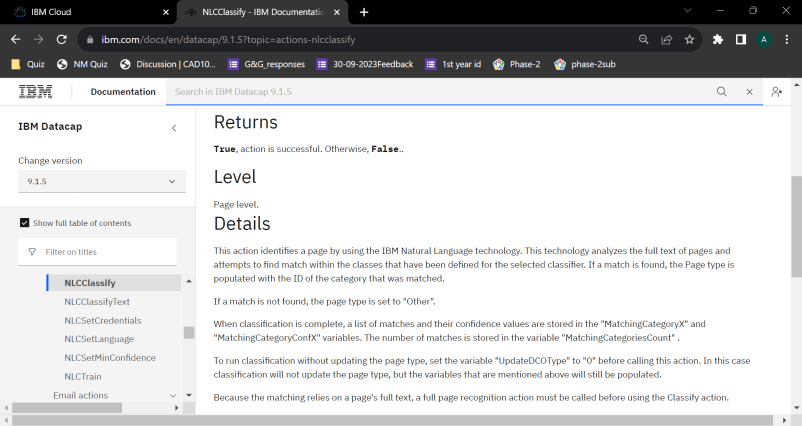 IBM Cloud
NLCClassify - IBM Documentatio
ibm.com/docs/en/datacap/9.1.5?topic=actions-nlcclassify
A
Quiz
NM Quiz
Discussion | CAD10...
G&G_responses
30-09-2023Feedback
1st year id
Phase-2
phase-2sub
IBM
Documentation
Search in IBM Datacap 9.1.5
IBM Datacap
Change version
9.1.5
Show full table of contents
Filter on titles
NLCClassify
NLCClassifyText
NLCSetCredentials
NLCSetLanguage
NLCSetMinConfidence
NLCTrain
Email actions
Returns
True, action is successful. Otherwise, False..
Level
Page level.
Details
This action identifies a page by using the IBM Natural Language technology. This technology analyzes the full text of pages and
attempts to find match within the classes that have been defined for the selected classifier. If a match is found, the Page type is
populated with the ID of the category that was matched.
If a match is not found, the page type is set to "Other".
When classification is complete, a list of matches and their confidence values are stored in the "MatchingCategoryX" and
"MatchingCategoryConfX" variables. The number of matches is stored in the variable "MatchingCategoriesCount" .
To run classification without updating the page type, set the variable "UpdateDCOType" to "0" before calling this action. In this case
classification will not update the page type, but the variables that are mentioned above will still be populated.
Because the matching relies on a page's full text, a full page recognition action must be called before using the Classify action.